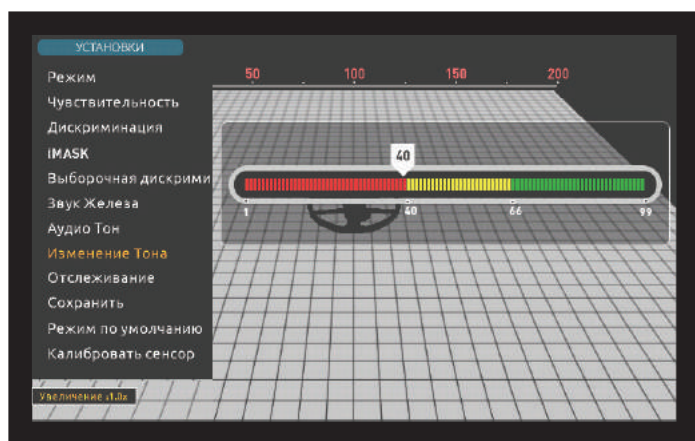 УСТАНОВКИ
50 100 150 200
Режим
Чувствительность
Дискриминация
iMASK
Выборочная дискрими
Звук Железа
Аудио Тон
Изменение Тона
Отслеживание
Сохранить
Режим по умолчанию
Калибровать сенсор
40
1 40 66 99
Увеличение x1.0x